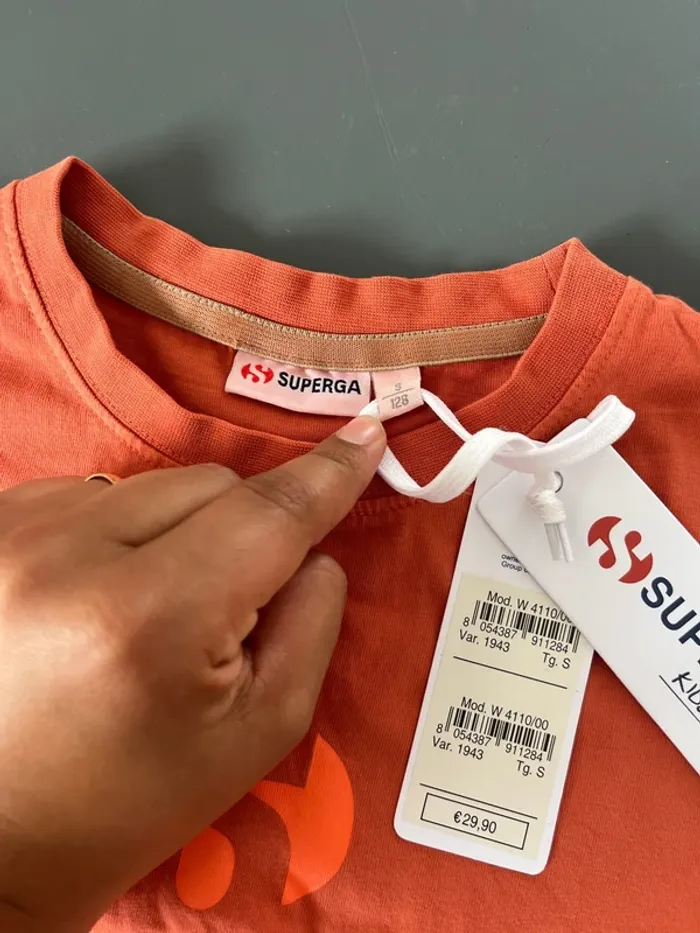 SUPERGA
S
128
Group
Mod. W 4110/00
8 054387 911284
Var. 1943
Tg. S
Mod. W 4110/00
8 054387 911284
Var. 1943
Tg. S
€29,90